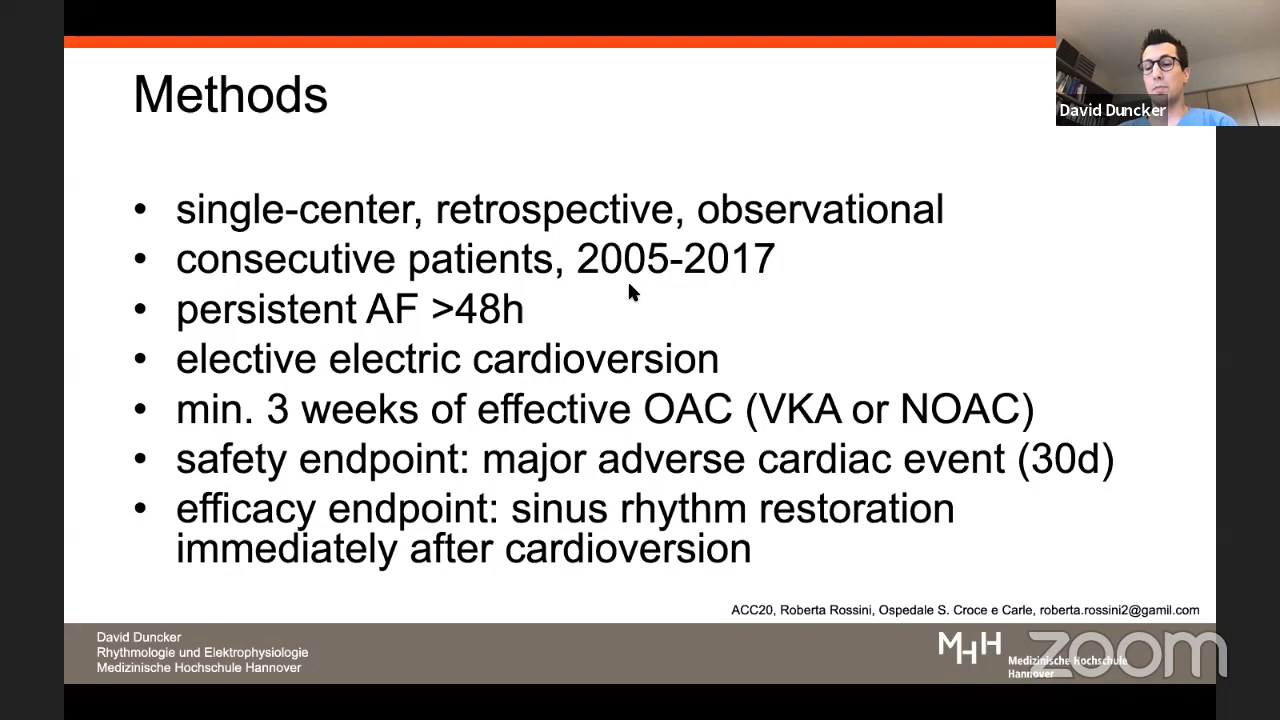 Methods
David Duncker
• single-center, retrospective, observational
• consecutive patients, 2005-2017
• persistent AF >48h
• elective electric cardioversion
• min. 3 weeks of effective OAC (VKA or NOAC)
• safety endpoint: major adverse cardiac event (30d)
• efficacy endpoint: sinus rhythm restoration
immediately after cardioversion
ACC20, Roberta Rossini, Ospedale S. Croce e Carle, roberta.rossini2@gamil.com
David Duncker
Rhythmologie und Elektrophysiologie
Medizinische Hochschule Hannover
MHH
Medizinische Hochschule
Hannover
zoom